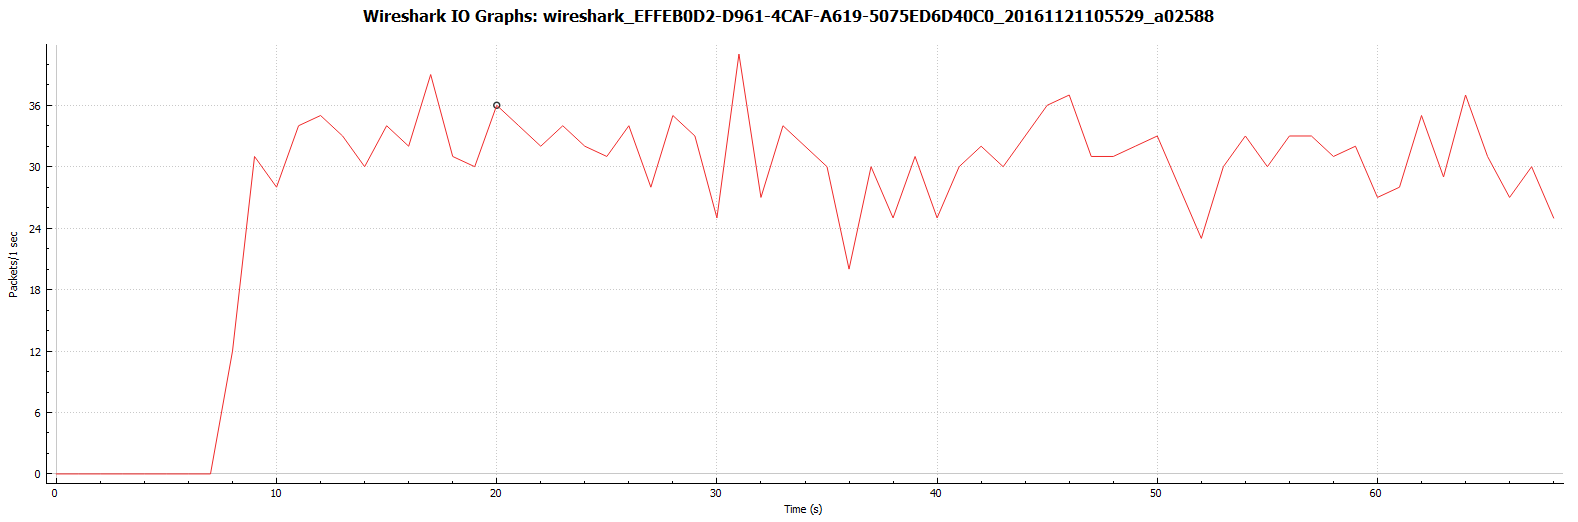 Wireshark IO Graphs: wireshark_EFFEB0D2-D961-4CAF-A619-5075ED6D40C0_20161121105529_a02588
36
30
24
18
12
6
0
Packets/1 sec
0 10 20 30 40 50 60
Time (s)